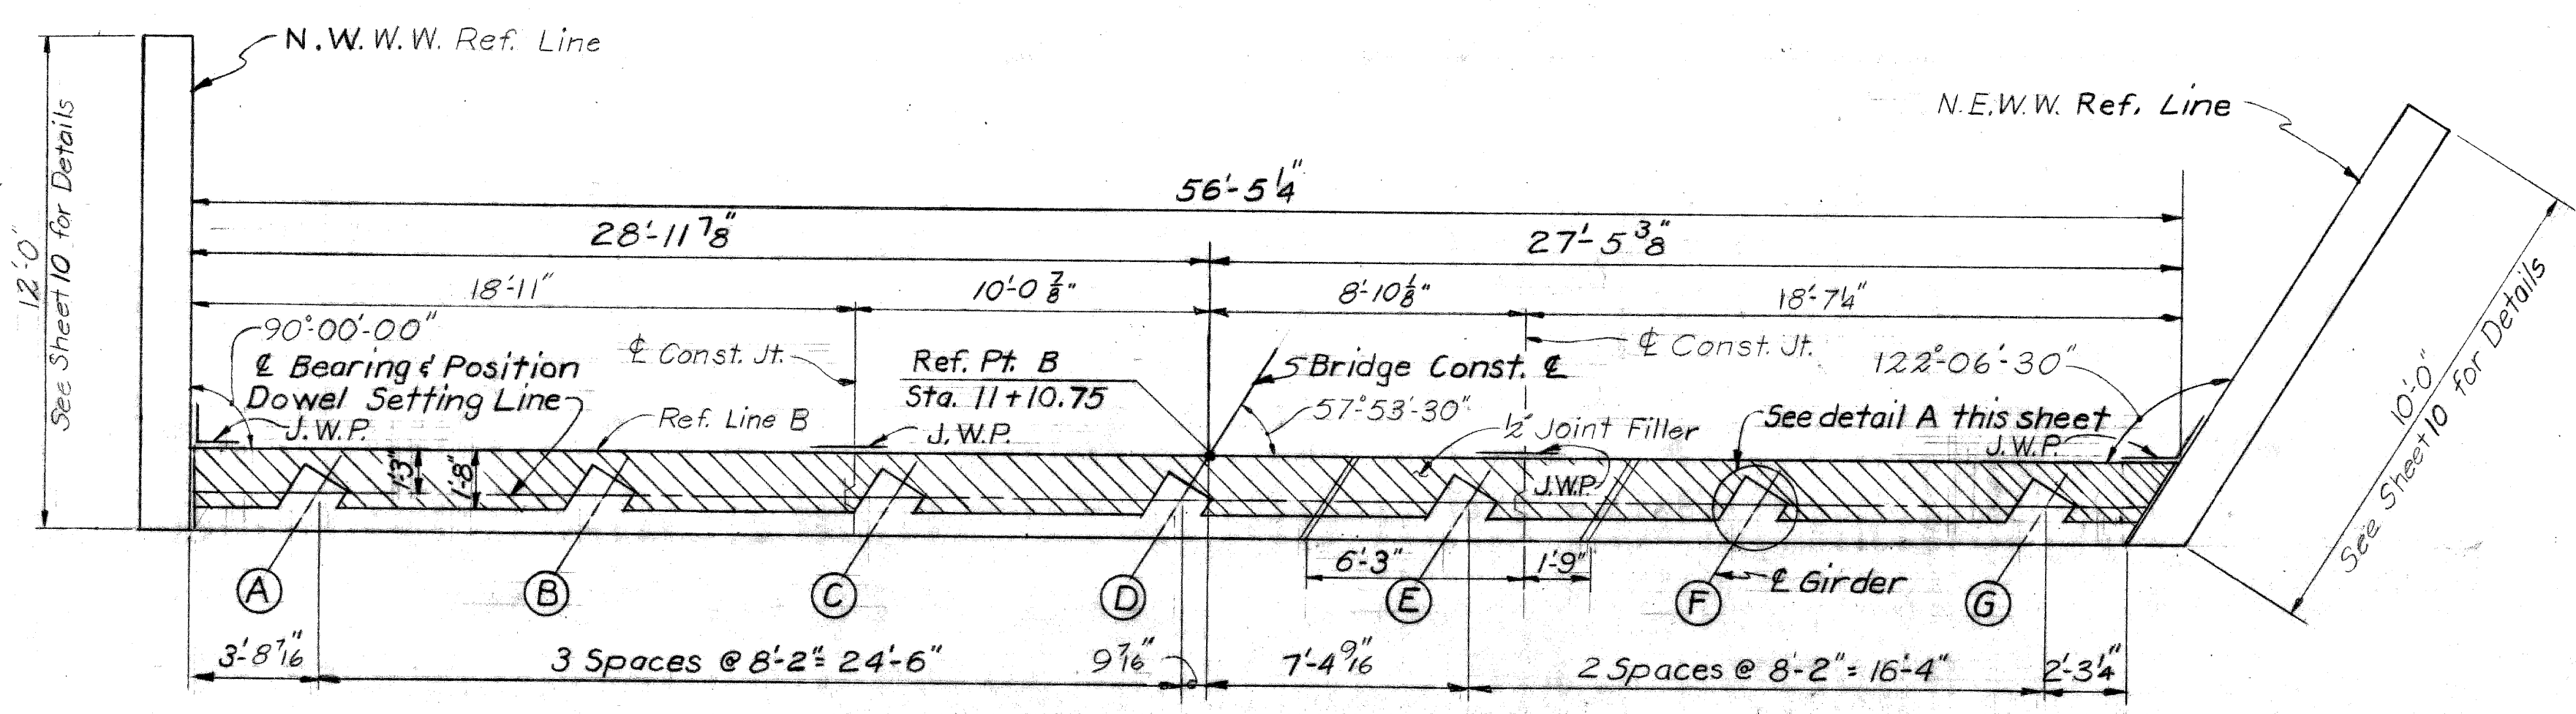 N.W.W.W. Ref. Line
N.E.W.W. Ref. Line
12'-0"
See Sheet 10 for Details
56'-5 1/4"
28'-11 7/8"
27'-5 3/8"
18'-11"
10'-0 7/8"
8'-10 1/8"
18'-7 1/4"
90°-00'-00"
℄ Bearing & Position
Dowel Setting Line
J.W.P.
℄ Const. Jt.
Ref. Line B
Ref. Pt. B
Sta. 11+10.75
J.W.P.
Bridge Const. ℄
57°-53'-30"
℄ Const. Jt.
122°-06'-30"
1/2" Joint Filler
See detail A this sheet
J.W.P.
J.W.P.
1'-3"
1'-8"
10'-0"
See Sheet 10 for Details
6'-3"
1'-9"
A
B
C
D
E
F
℄ Girder
G
3'-8 7/16"
3 Spaces @ 8'-2" = 24'-6"
9 7/16"
7'-4 9/16"
2 Spaces @ 8'-2" = 16'-4"
2'-3 1/4"